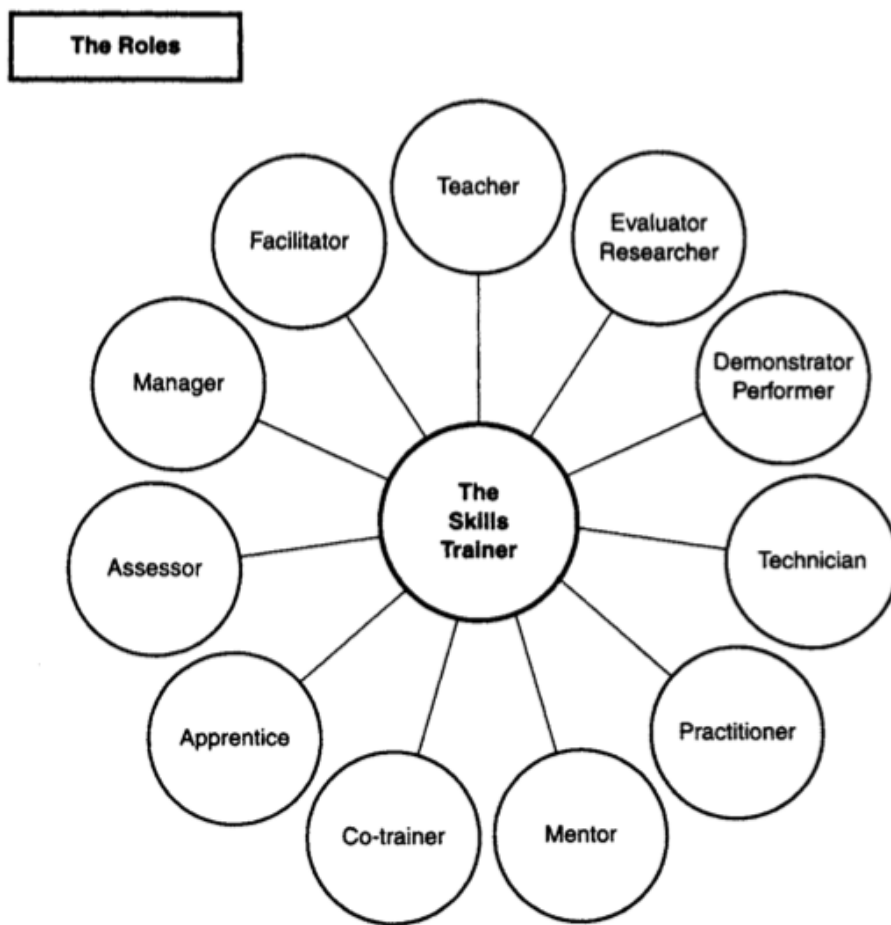 The Roles
Teacher
Evaluator
Researcher
Facilitator
Demonstrator
Performer
Manager
The
Skills
Trainer
Technician
Assessor
Practitioner
Apprentice
Co-trainer
Mentor